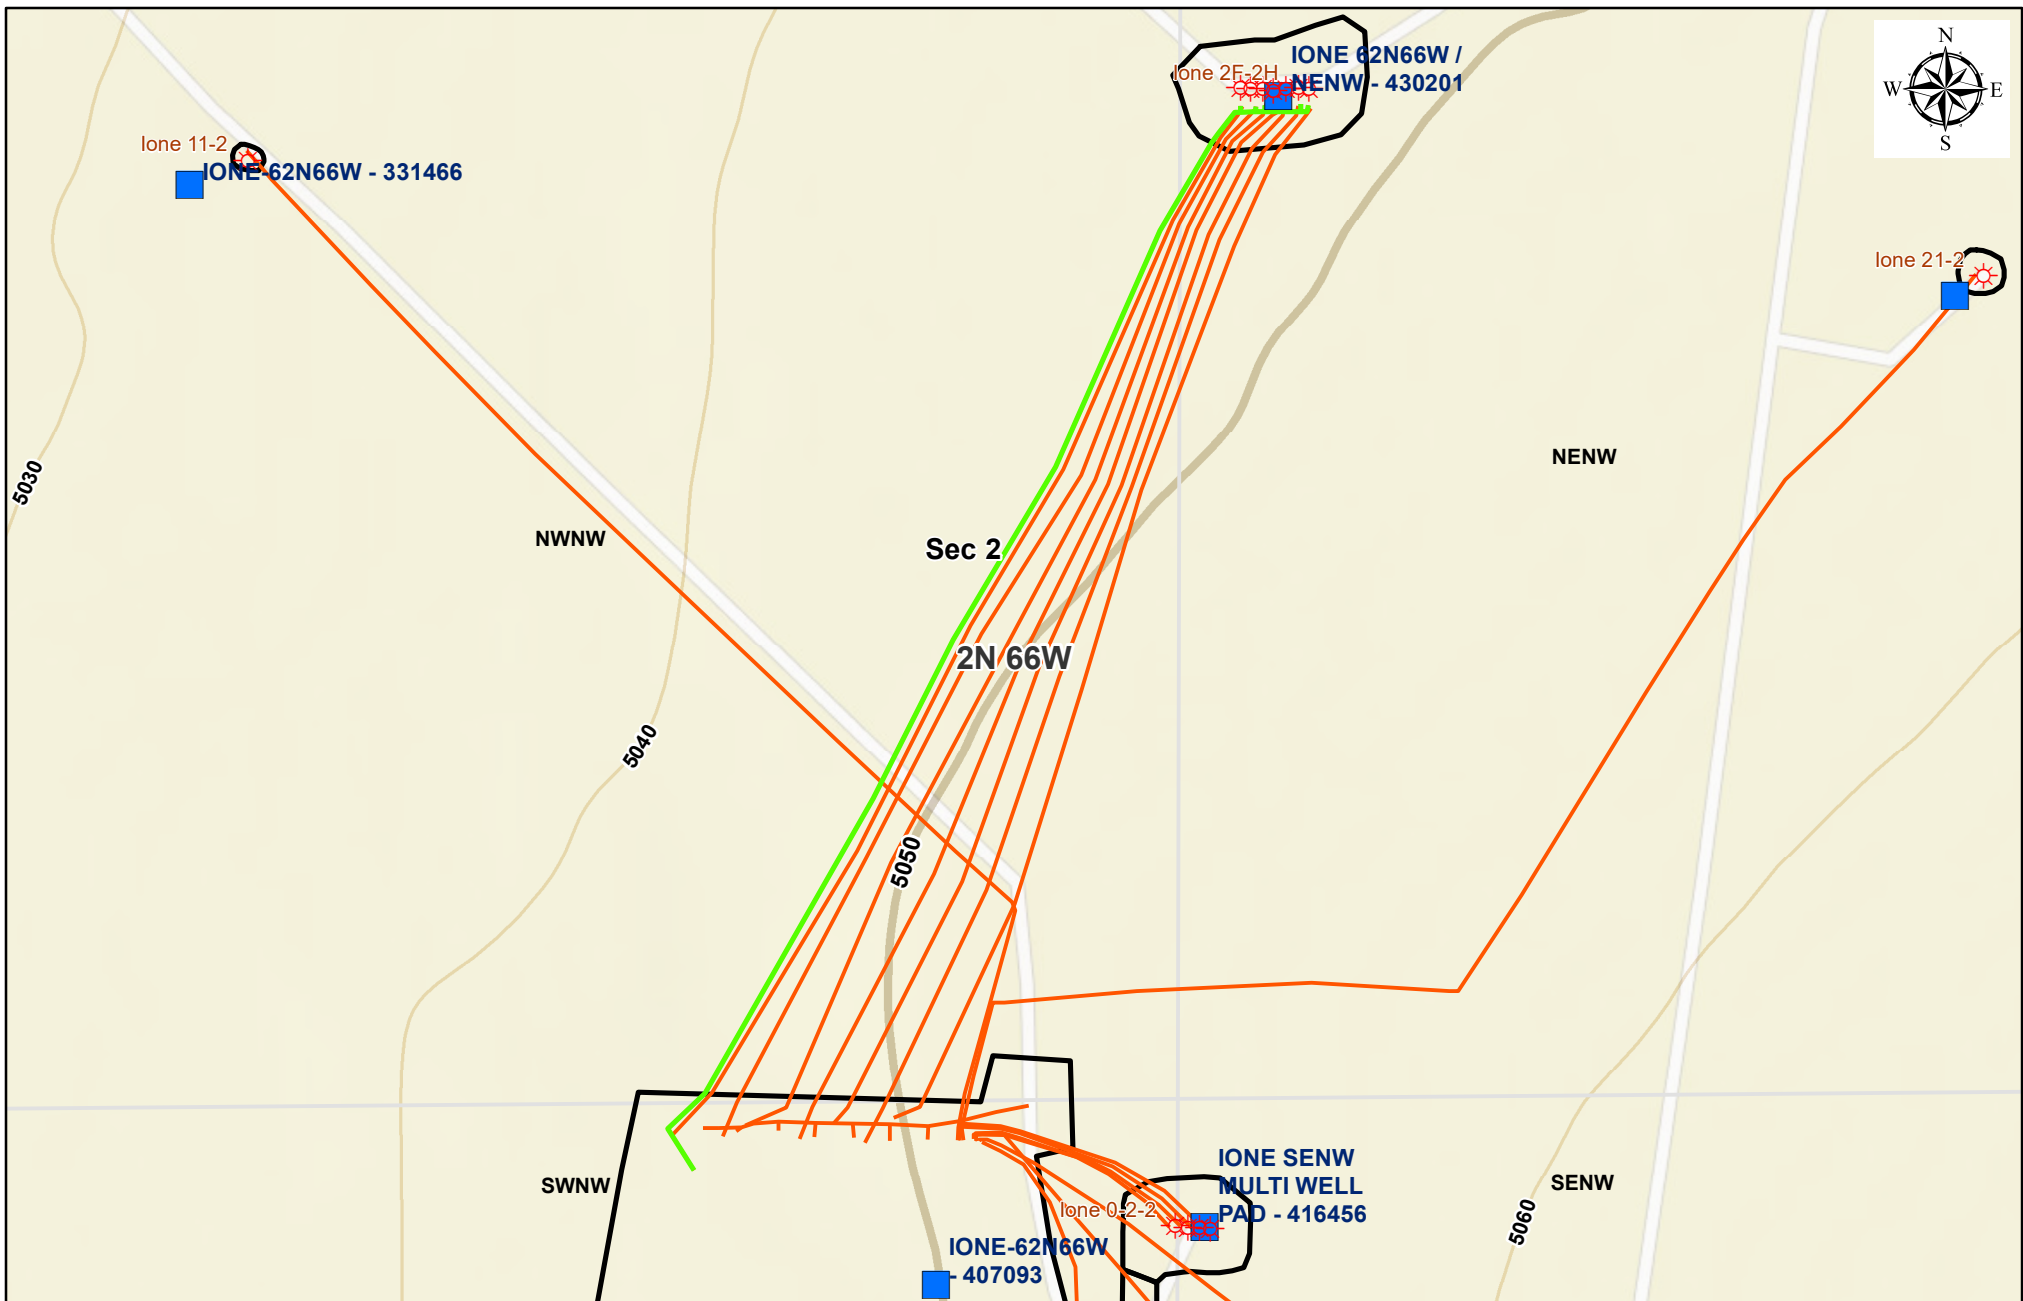 N
W
E
S
IONE 62N66W /
NENW - 430201
Ione 2F-2H
Ione 11-2
IONE-62N66W - 331466
Ione 21-2
NENW
5030
NWNW
Sec 2
2N 66W
5040
5050
IONE SENW
MULTI WELL
PAD - 416456
SWNW
SENW
Ione 0-2-2
5060
IONE-62N66W
- 407093